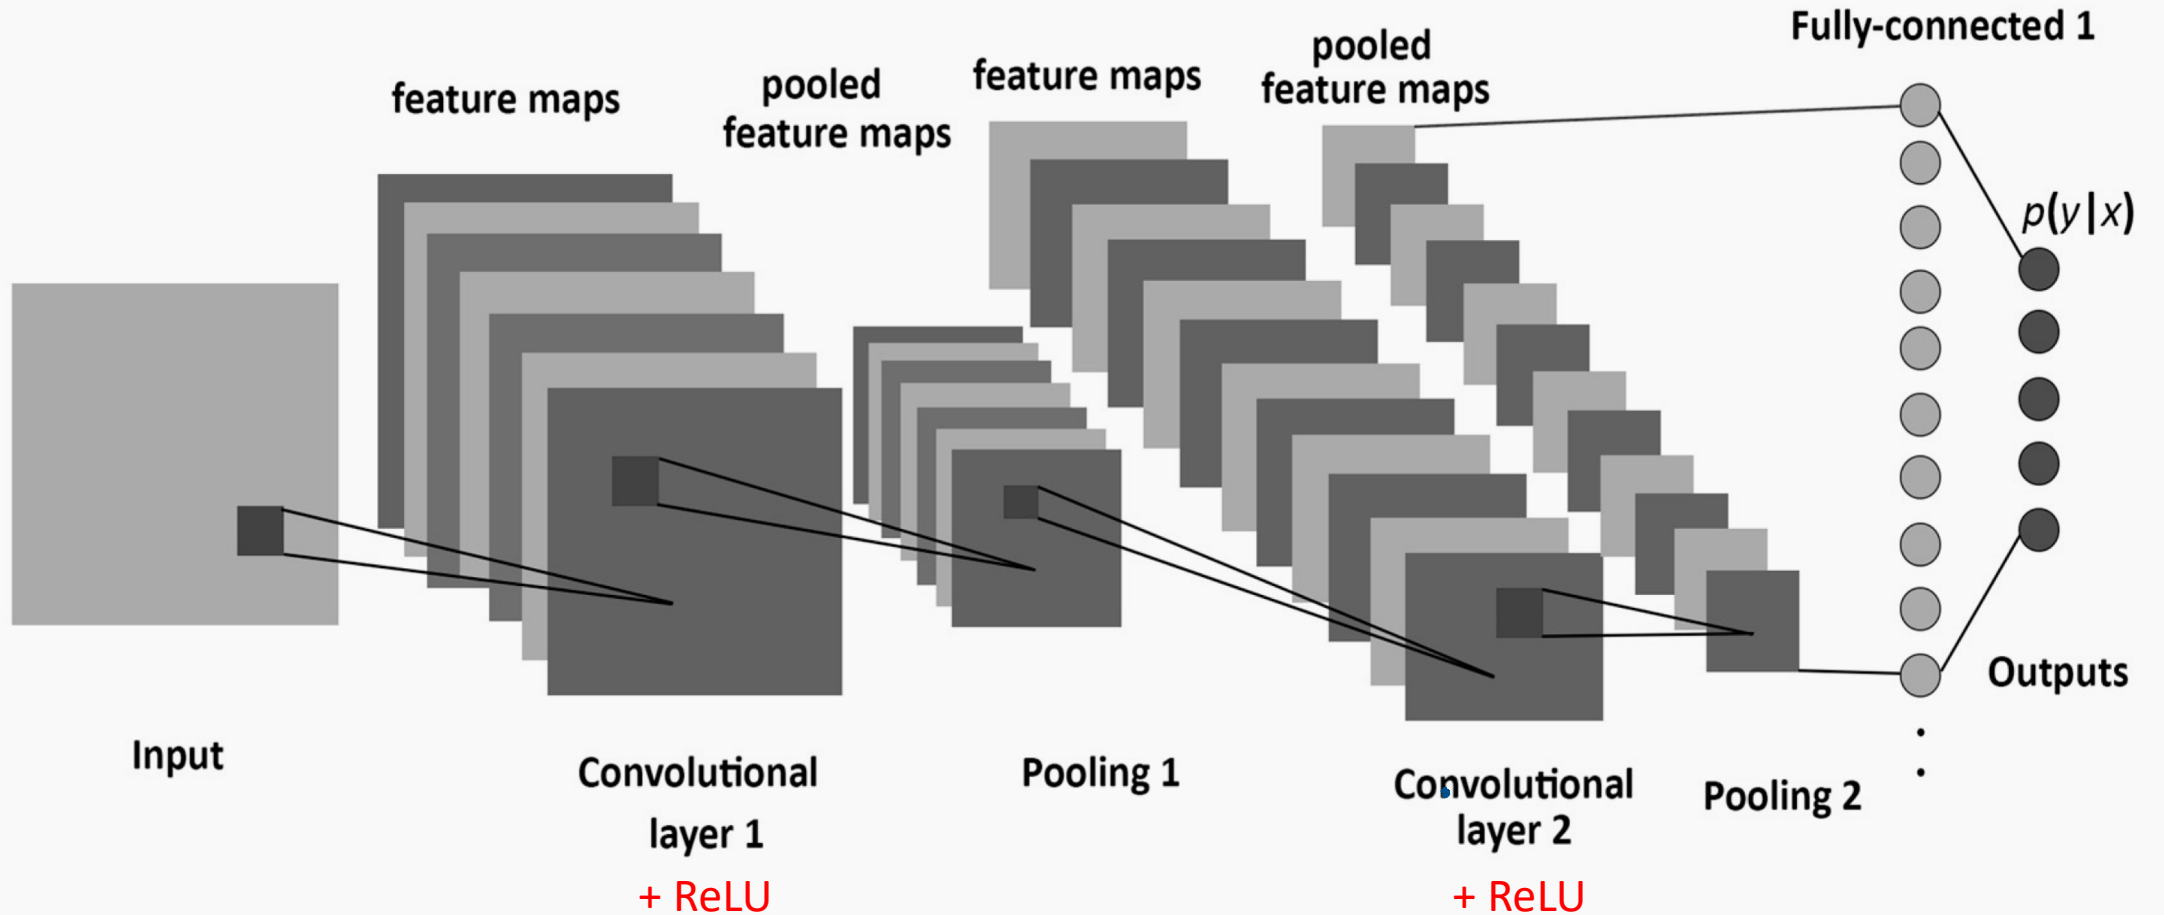 Fully-connected 1
feature maps
pooled
feature maps
feature maps
pooled
feature maps
p(y|x)
Outputs
Input
Convolutional
layer 1
+ ReLU
Pooling 1
Convolutional
layer 2
+ ReLU
Pooling 2